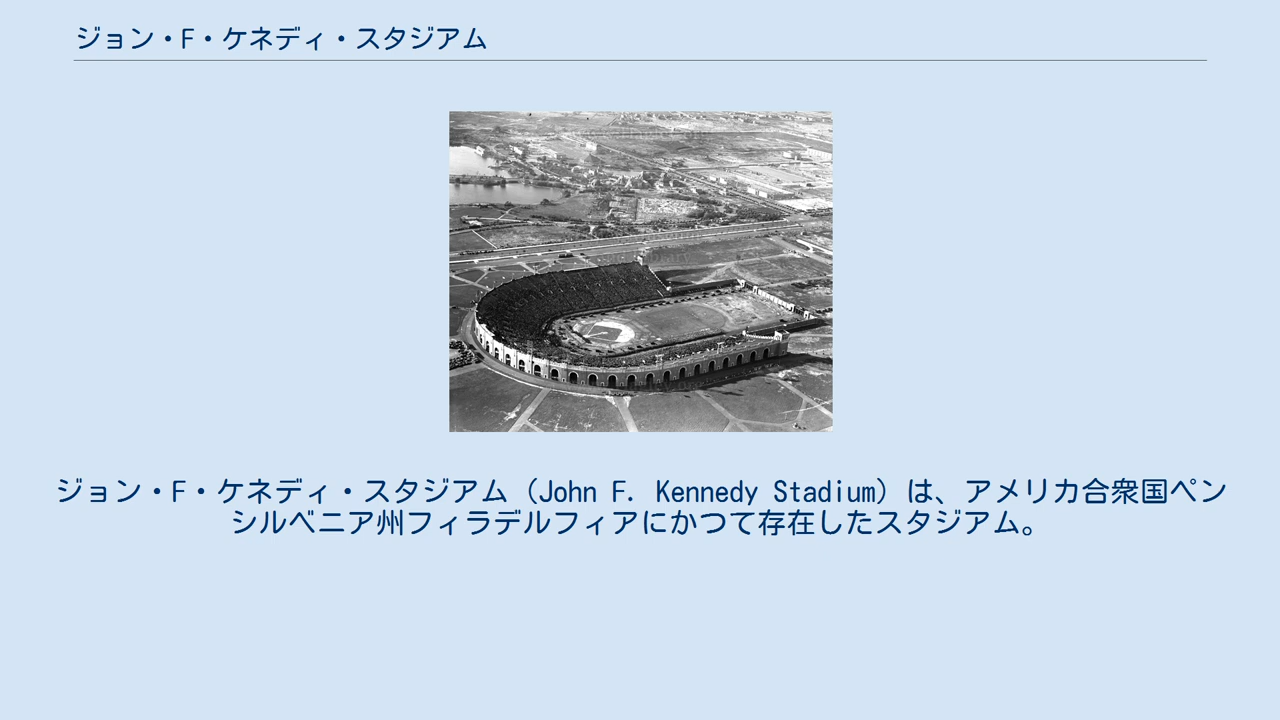 ジョン・F・ケネディ・スタジアム
ジョン・F・ケネディ・スタジアム（John F. Kennedy Stadium）は、アメリカ合衆国ペン
シルベニア州フィラデルフィアにかつて存在したスタジアム。